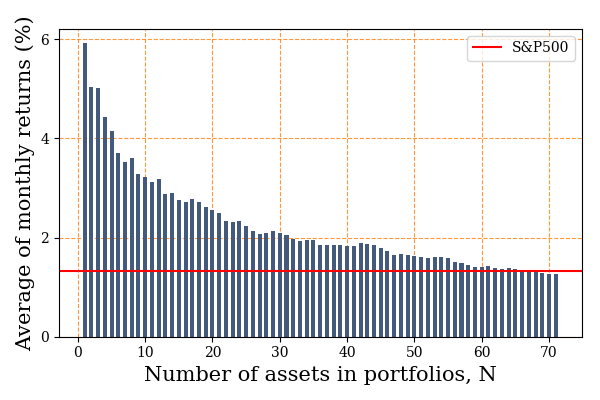 Average of monthly returns (%)
6
4
2
0
S&P500
0 10 20 30 40 50 60 70
Number of assets in portfolios, N